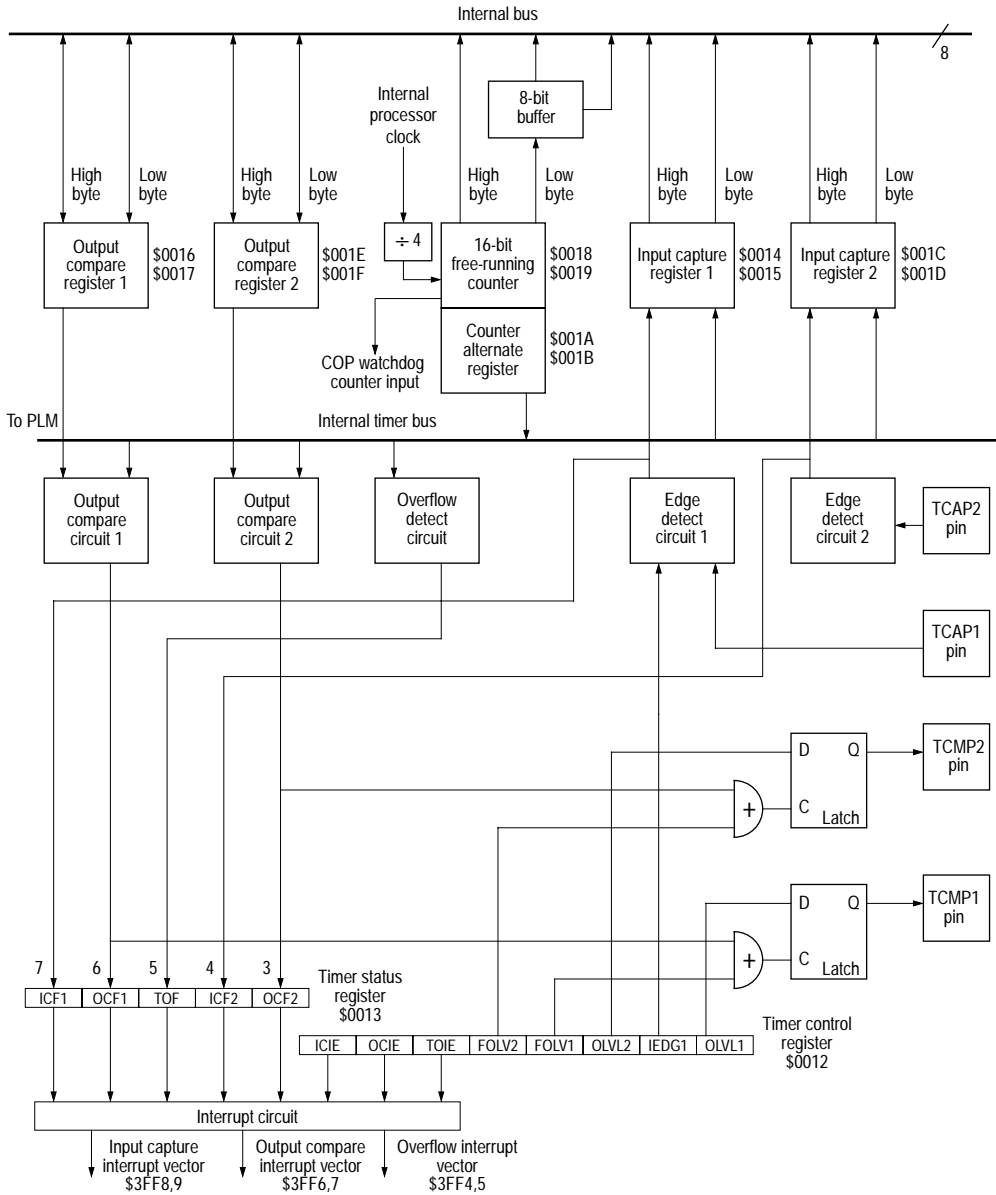 Internal bus
8
Internal
processor
clock
8-bit
buffer
High
byte
Low
byte
High
byte
Low
byte
High
byte
Low
byte
High
byte
Low
byte
High
byte
Low
byte
Output
compare
register 1
$0016
$0017
Output
compare
register 2
$001E
$001F
÷ 4
16-bit
free-running
counter
$0018
$0019
Input capture
register 1
$0014
$0015
Input capture
register 2
$001C
$001D
Counter
alternate
register
$001A
$001B
COP watchdog
counter input
To PLM
Internal timer bus
Output
compare
circuit 1
Output
compare
circuit 2
Overflow
detect
circuit
Edge
detect
circuit 1
Edge
detect
circuit 2
TCAP2
pin
TCAP1
pin
D Q
C
Latch
TCMP2
pin
+
D Q
C
Latch
TCMP1
pin
+
7 6 5 4 3
ICF1 OCF1 TOF ICF2 OCF2
Timer status
register
$0013
ICIE OCIE TOIE FOLV2 FOLV1 OLVL2 IEDG1 OLVL1
Timer control
register
$0012
Interrupt circuit
Input capture
interrupt vector
$3FF8,9
Output compare
interrupt vector
$3FF6,7
Overflow interrupt
vector
$3FF4,5